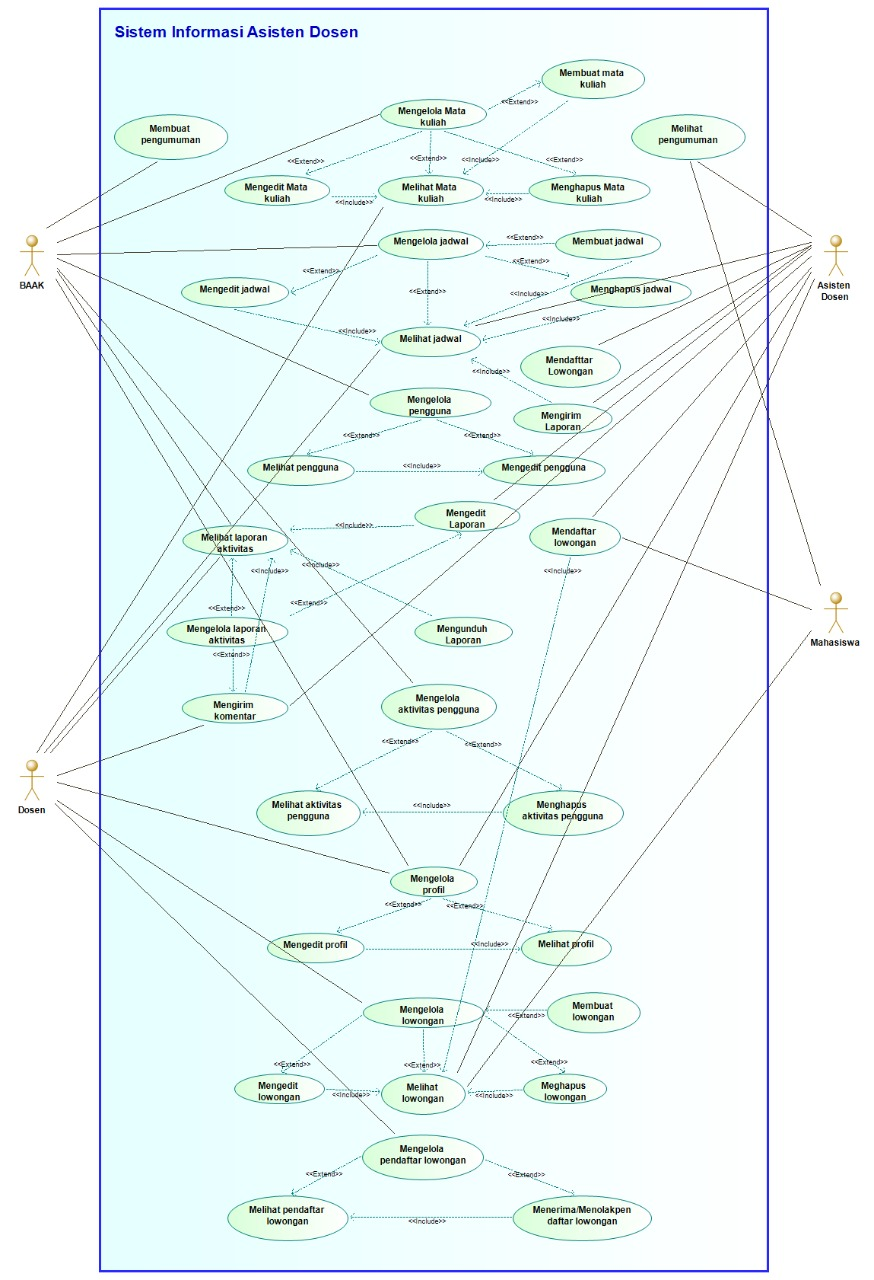 Sistem Informasi Asisten Dosen
Membuat mata
kuliah
<<Extend>>
Mengelola Mata
kuliah
Membuat
pengumuman
Melihat
pengumuman
<<Extend>>
<<Extend>>
<<Include>>
Mengedit Mata
kuliah
<<Include>>
Melihat Mata
kuliah
<<Include>>
Menghapus Mata
kuliah
BAAK
Mengelola jadwal
<<Extend>>
Membuat jadwal
Asisten
Dosen
<<Extend>>
<<Extend>>
Mengedit jadwal
<<Extend>>
<<Include>>
Menghapus jadwal
<<Include>>
<<Include>>
Melihat jadwal
Mendafttar
Lowongan
<<Include>>
Mengelola
pengguna
Mengirim
Laporan
<<Extend>>
<<Extend>>
Melihat pengguna
<<Include>>
Mengedit pengguna
Mengedit
Laporan
<<Include>>
Mendaftar
lowongan
Melihat laporan
aktivitas
<<Include>>
<<Include>>
<<Include>>
<<Extend>>
<<Extend>>
Mengelola laporan
aktivitas
Mengunduh
Laporan
Mahasiswa
<<Extend>>
Mengirim
komentar
Mengelola
aktivitas pengguna
<<Extend>>
<<Extend>>
Dosen
Melihat aktivitas
pengguna
<<Include>>
Menghapus
aktivitas pengguna
Mengelola
profil
<<Extend>>
<<Extend>>
Mengedit profil
<<Include>>
Melihat profil
Mengelola
lowongan
<<Extend>>
Membuat
lowongan
<<Extend>>
<<Extend>>
<<Extend>>
Mengedit
lowongan
<<Include>>
Melihat
lowongan
<<Include>>
Meghapus
lowongan
Mengelola
pendaftar lowongan
<<Extend>>
<<Extend>>
Melihat pendaftar
lowongan
<<Include>>
Menerima/Menolakpen
daftar lowongan